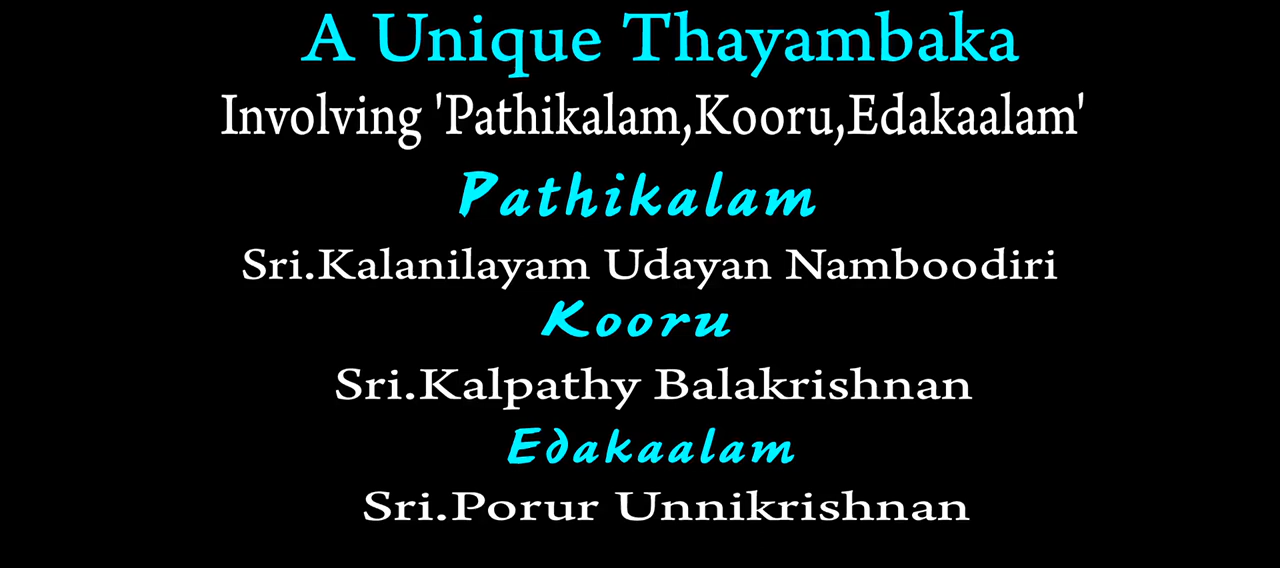 A Unique Thayambaka
Involving 'Pathikalam,Kooru,Edakaalam'
Pathikalam
Sri.Kalanilayam Udayan Namboodiri
Kooru
Sri.Kalpathy Balakrishnan
Edakaalam
Sri.Porur Unnikrishnan